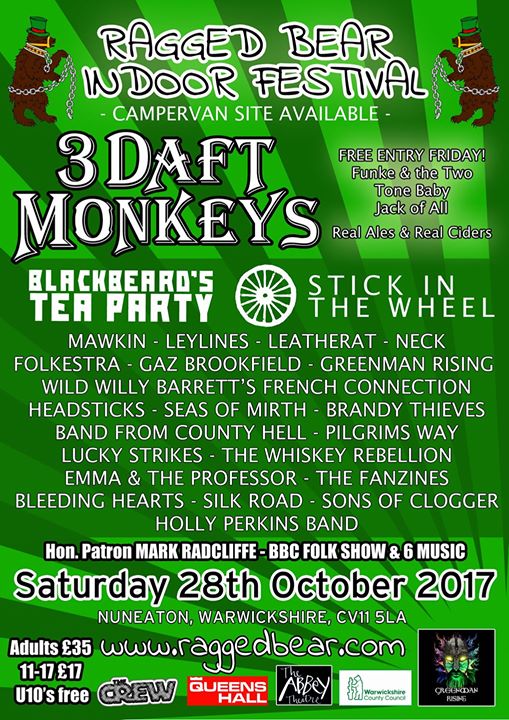 RAGGED BEAR
INDOOR FESTIVAL
- CAMPERVAN SITE AVAILABLE -
3 DAFT
MONKEYS
FREE ENTRY FRIDAY!
Funke & the Two
Tone Baby
Jack of All
Real Ales & Real Ciders
BLACKBEARD'S
TEA PARTY
STICK IN
THE WHEEL
MAWKIN - LEYLINES - LEATHERAT - NECK
FOLKESTRA - GAZ BROOKFIELD - GREENMAN RISING
WILD WILLY BARRETT'S FRENCH CONNECTION
HEADSTICKS - SEAS OF MIRTH - BRANDY THIEVES
BAND FROM COUNTY HELL - PILGRIMS WAY
LUCKY STRIKES - THE WHISKEY REBELLION
EMMA & THE PROFESSOR - THE FANZINES
BLEEDING HEARTS - SILK ROAD - SONS OF CLOGGER
HOLLY PERKINS BAND
Hon. Patron MARK RADCLIFFE - BBC FOLK SHOW & 6 MUSIC
Saturday 28th October 2017
NUNEATON, WARWICKSHIRE, CV11 5LA
Adults £35
11-17 £17
U10's free
www.raggedbear.com
THE CREW
THE QUEENS HALL
The Abbey Theatre
Warwickshire
County Council
GREENMAN
RISING